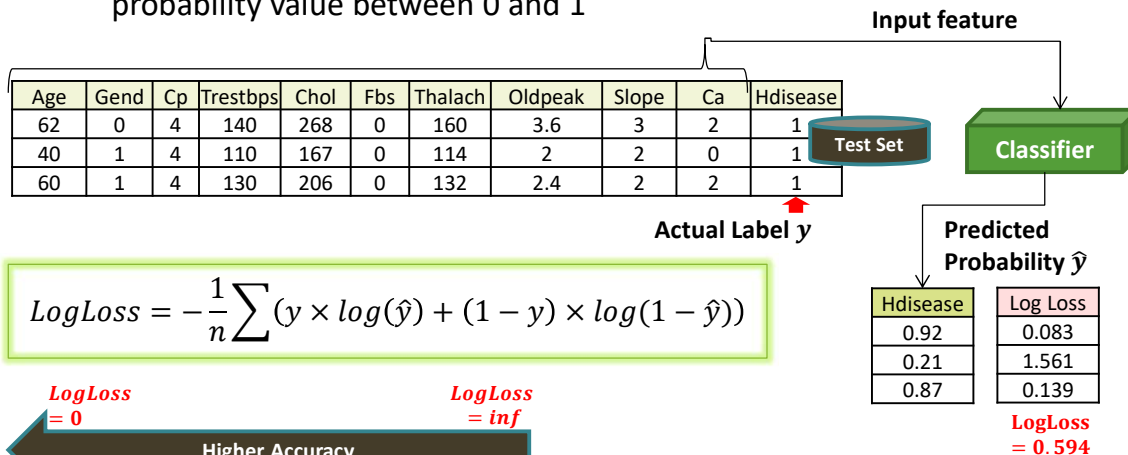 probability value between 0 and 1
Input feature
Age Gend Cp Trestbps Chol Fbs Thalach Oldpeak Slope Ca Hdisease
62 0 4 140 268 0 160 3.6 3 2 1
40 1 4 110 167 0 114 2 2 0 1
60 1 4 130 206 0 132 2.4 2 2 1
Test Set
Classifier
Actual Label y
Predicted
Probability ŷ
LogLoss = −1/n ∑(y × log(ŷ) + (1 − y) × log(1 − ŷ))
Hdisease Log Loss
0.92 0.083
0.21 1.561
0.87 0.139
LogLoss
= 0
LogLoss
= inf
LogLoss
= 0.594
Higher Accuracy